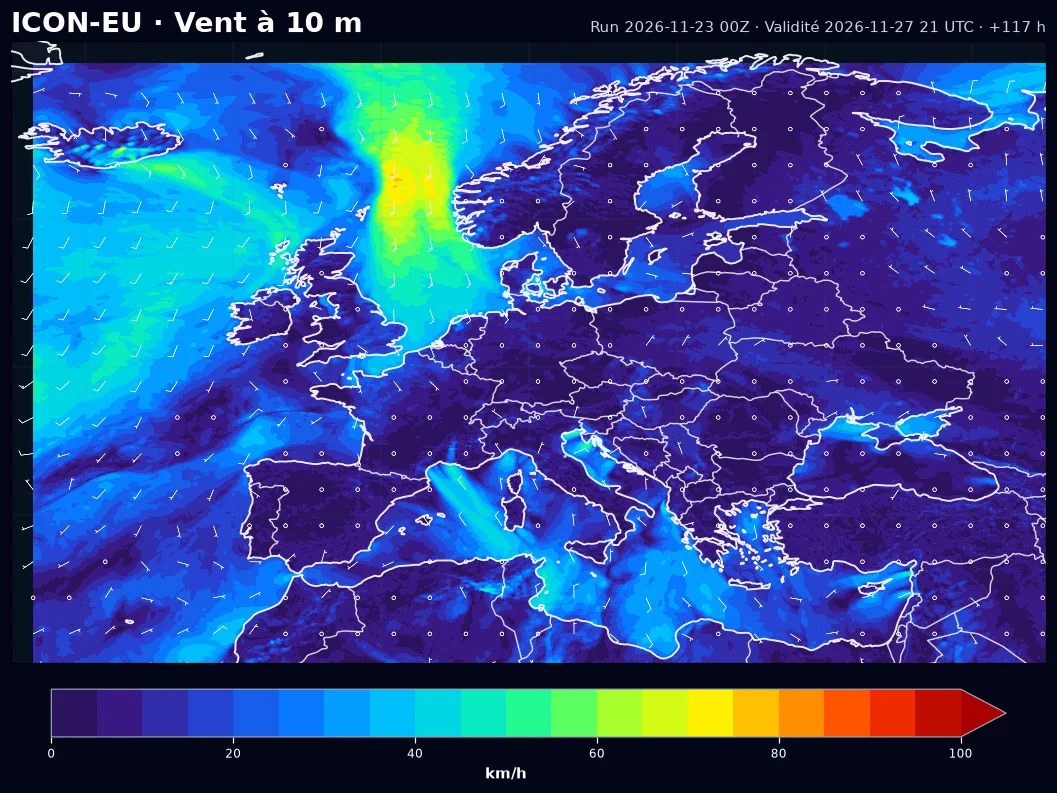 ICON-EU · Vent à 10 m
Run 2026-11-23 00Z · Validité 2026-11-27 21 UTC · +117 h
0 20 40 60 80 100
km/h